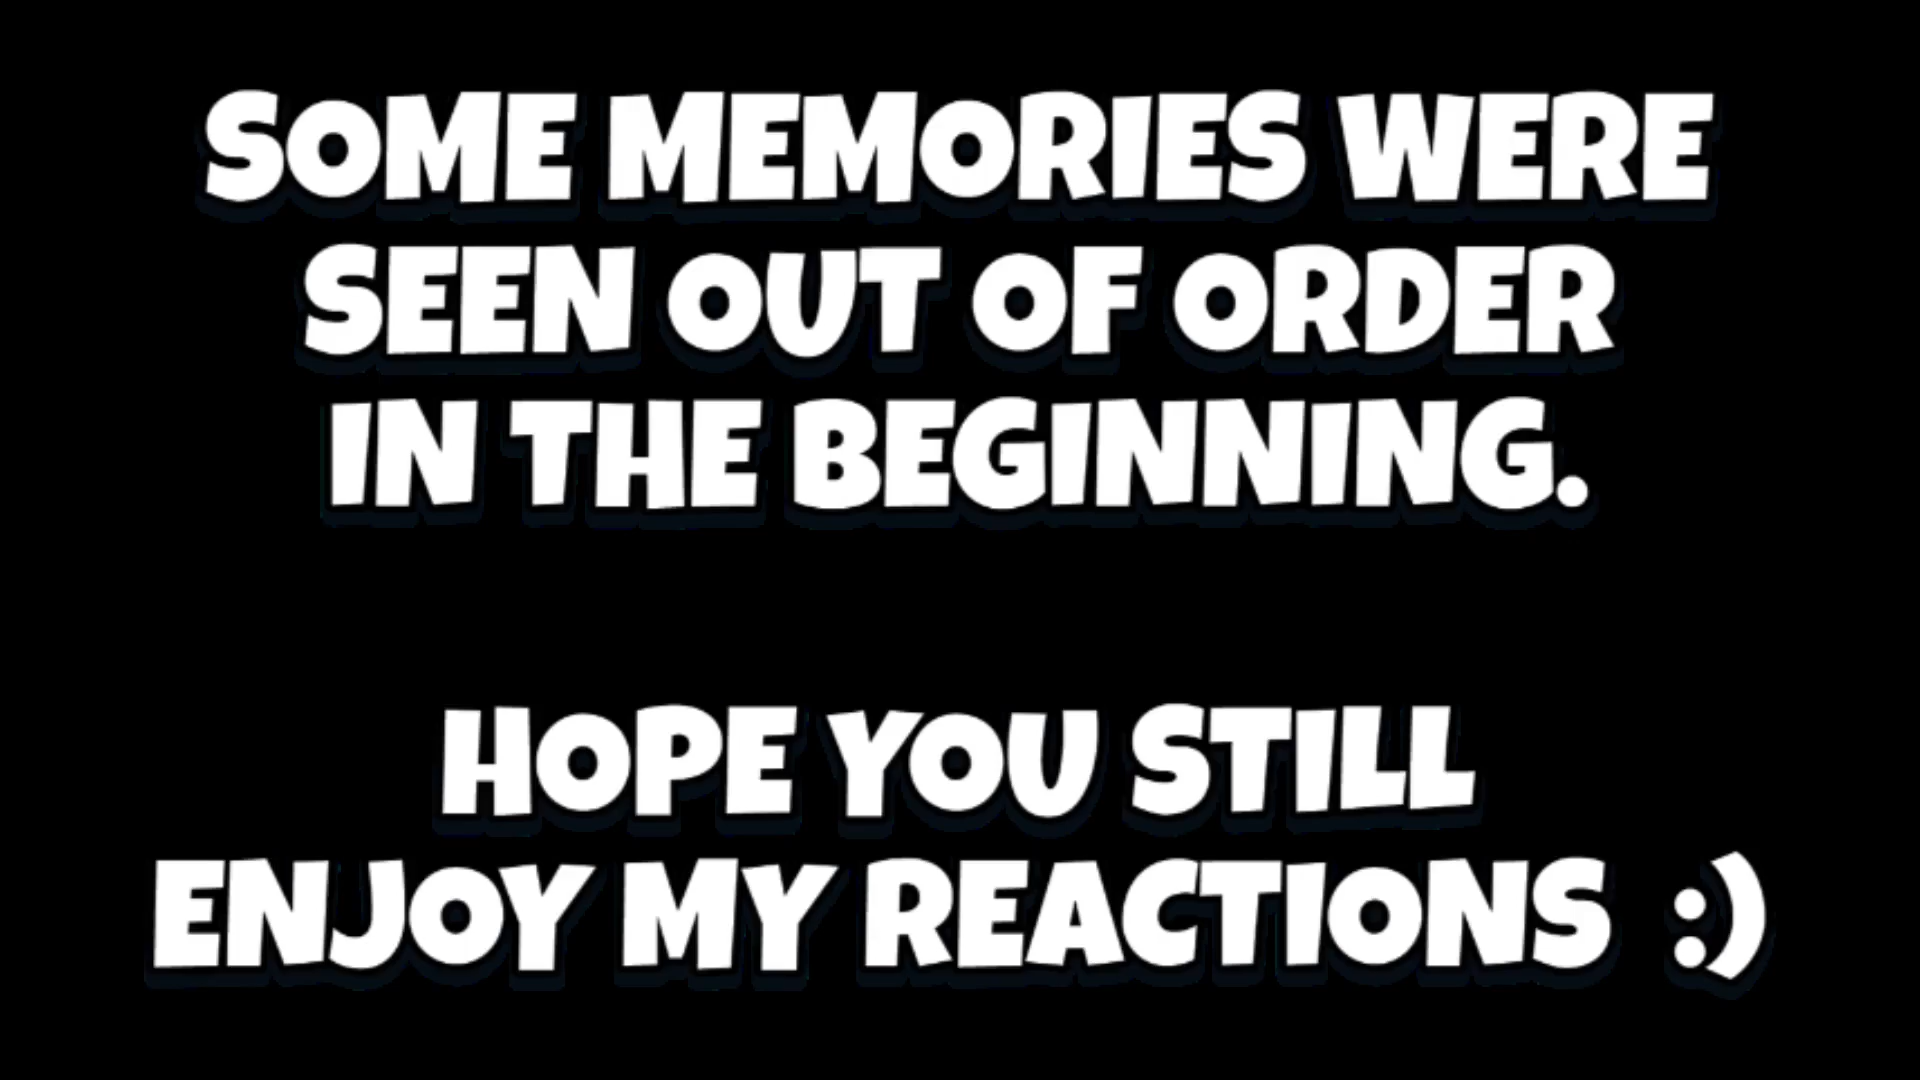 SOME MEMORIES WERE
SEEN OUT OF ORDER
IN THE BEGINNING.
HOPE YOU STILL
ENJOY MY REACTIONS :)